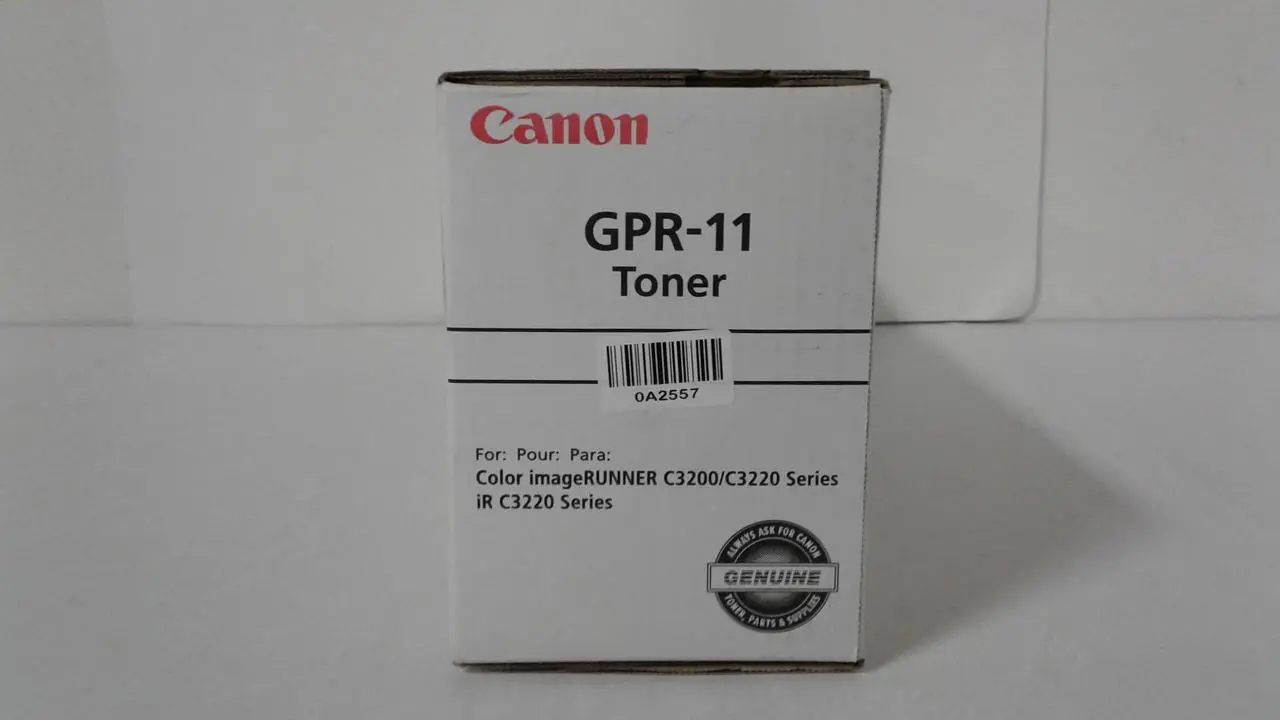 Canon
GPR-11
Toner
0A2557
For: Pour: Para:
Color imageRUNNER C3200/C3220 Series
iR C3220 Series
ALWAYS ASK FOR CANON
GENUINE
TONER, PARTS & SUPPLIES